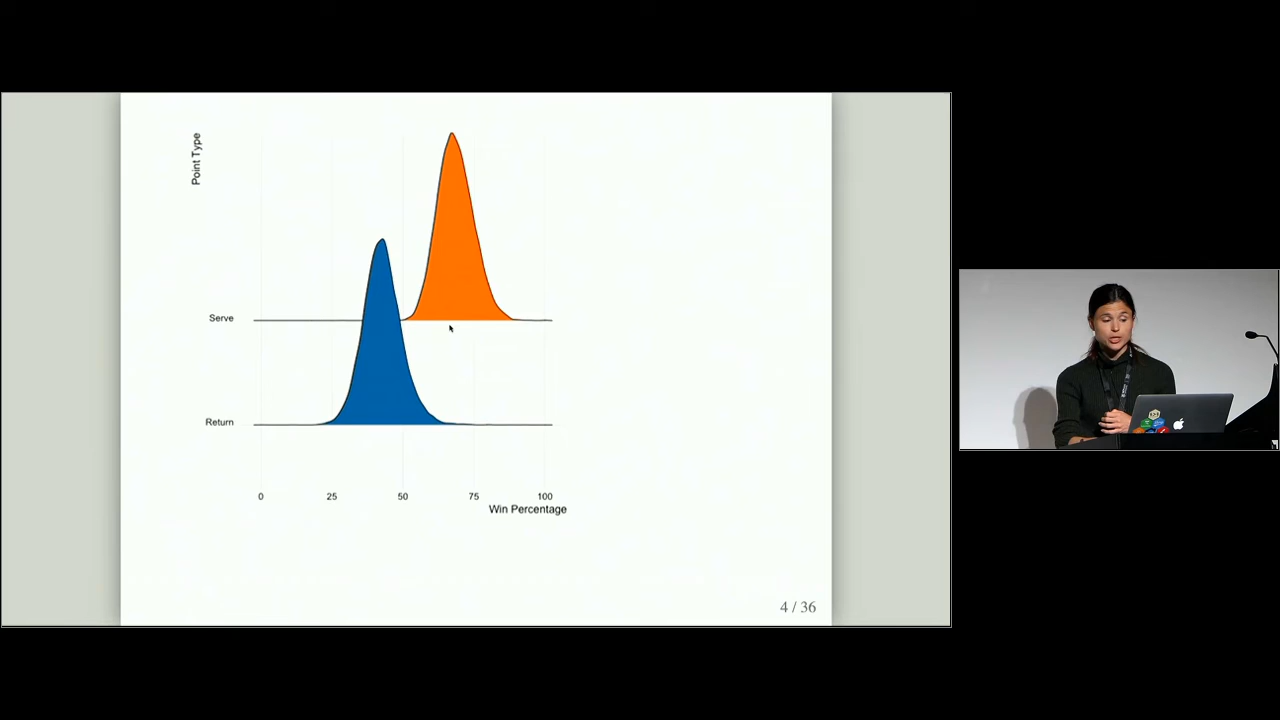 Point Type
Serve
Return
0 25 50 75 100
Win Percentage
4 / 36